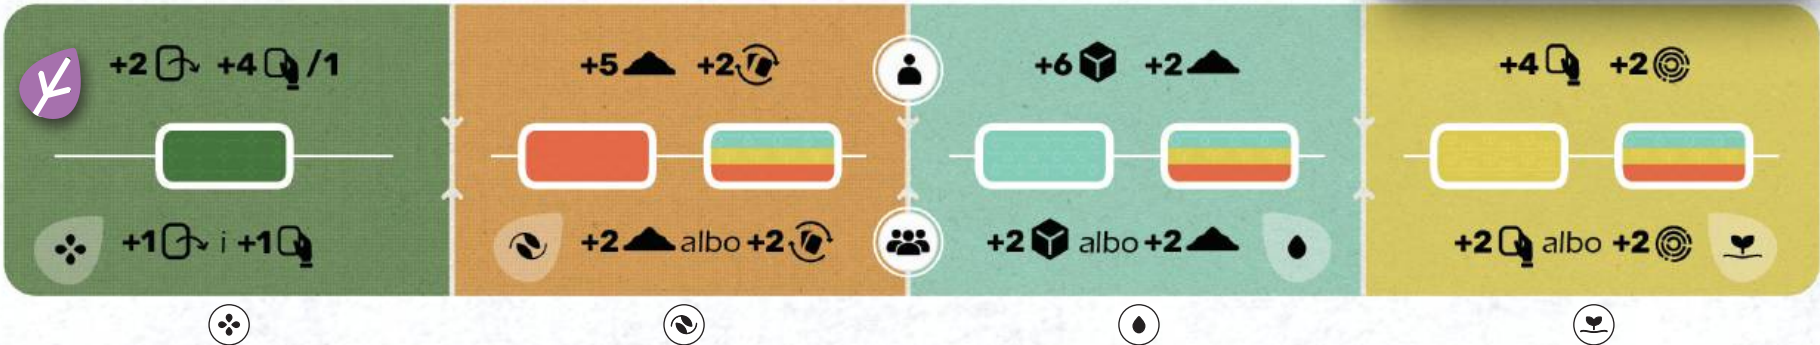 +2 +4 /1 +5 +2 +6 +2 +4 +2
+1 i +1 +2 albo +2 +2 albo +2 +2 albo +2